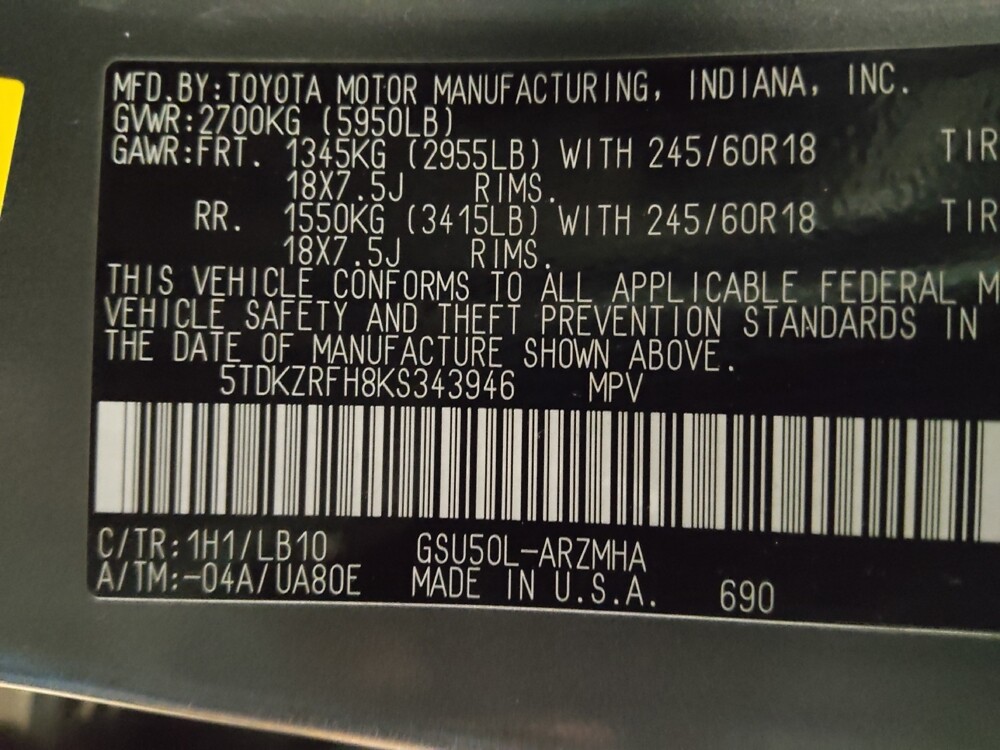 MFD.BY:TOYOTA MOTOR MANUFACTURING, INDIANA, INC.
GVWR:2700KG (5950LB)
GAWR:FRT. 1345KG (2955LB) WITH 245/60R18 TIR
18X7.5J RIMS.
RR. 1550KG (3415LB) WITH 245/60R18 TIR
18X7.5J RIMS.
THIS VEHICLE CONFORMS TO ALL APPLICABLE FEDERAL M
VEHICLE SAFETY AND THEFT PREVENTION STANDARDS IN
THE DATE OF MANUFACTURE SHOWN ABOVE.
5TDKZRFH8KS343946 MPV
C/TR:1H1/LB10 GSU50L-ARZMHA
A/TM:-04A/UA80E MADE IN U.S.A. 690